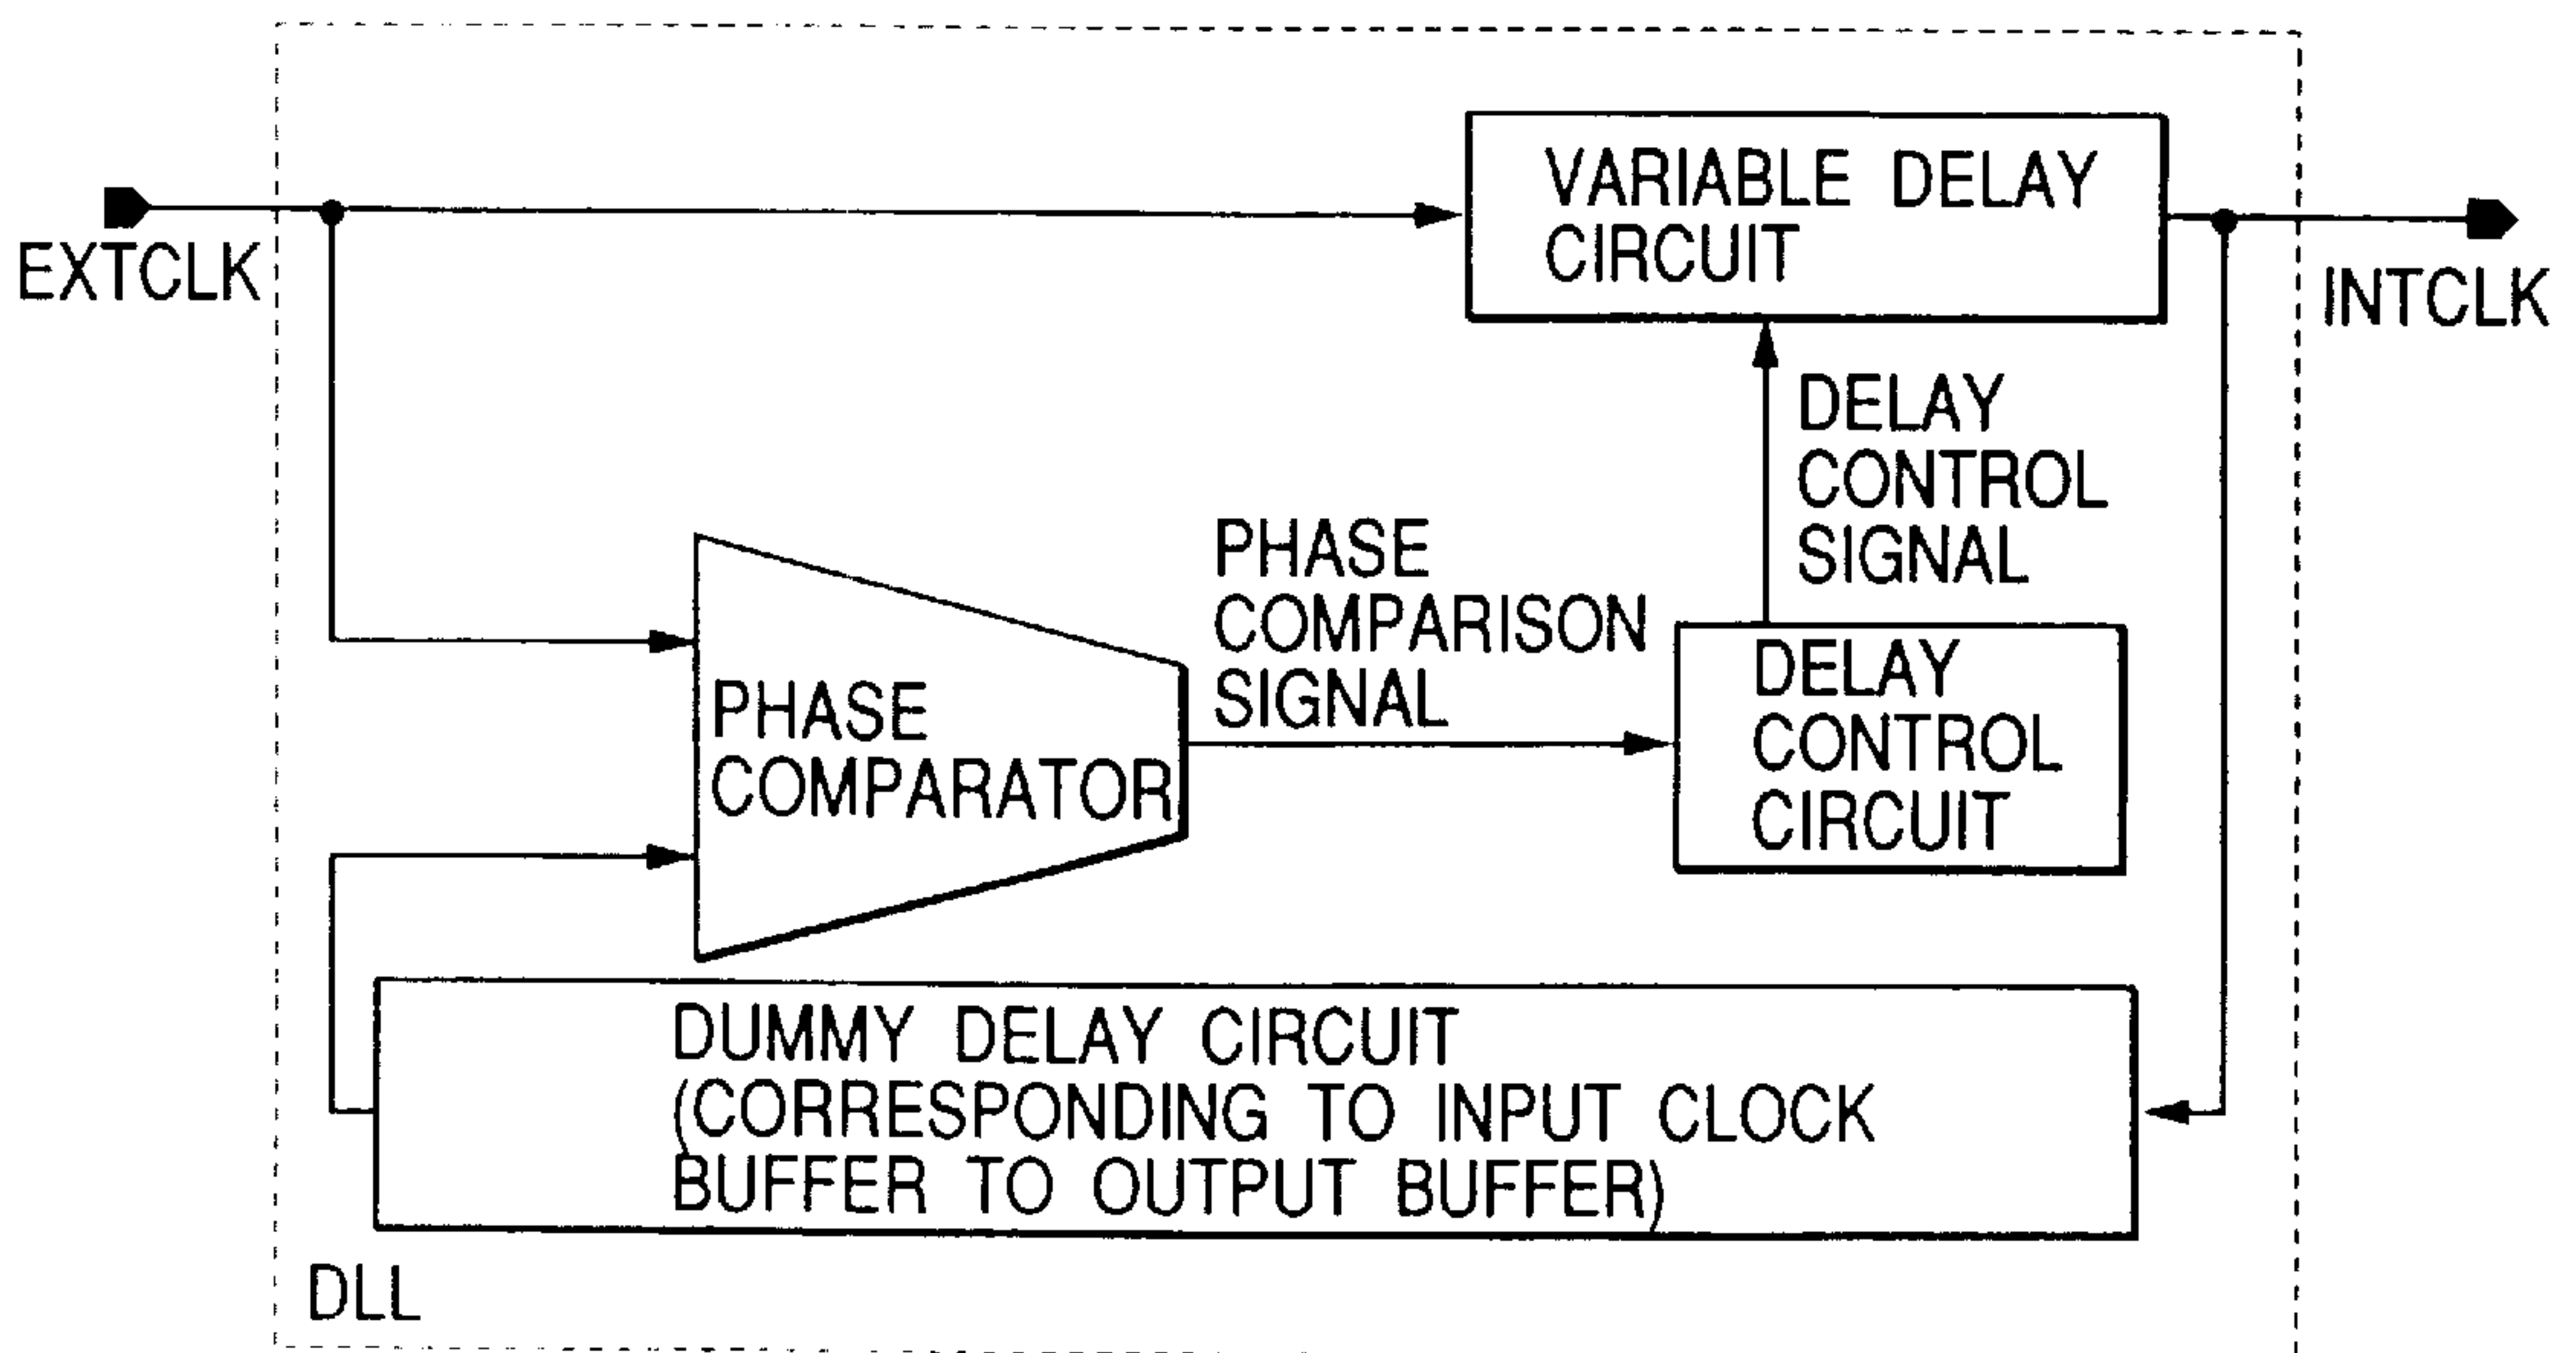 VARIABLE DELAY
CIRCUIT
EXTCLK
INTCLK
DELAY
CONTROL
SIGNAL
PHASE
COMPARISON
SIGNAL
PHASE
COMPARATOR
DELAY
CONTROL
CIRCUIT
DUMMY DELAY CIRCUIT
(CORRESPONDING TO INPUT CLOCK
BUFFER TO OUTPUT BUFFER)
DLL